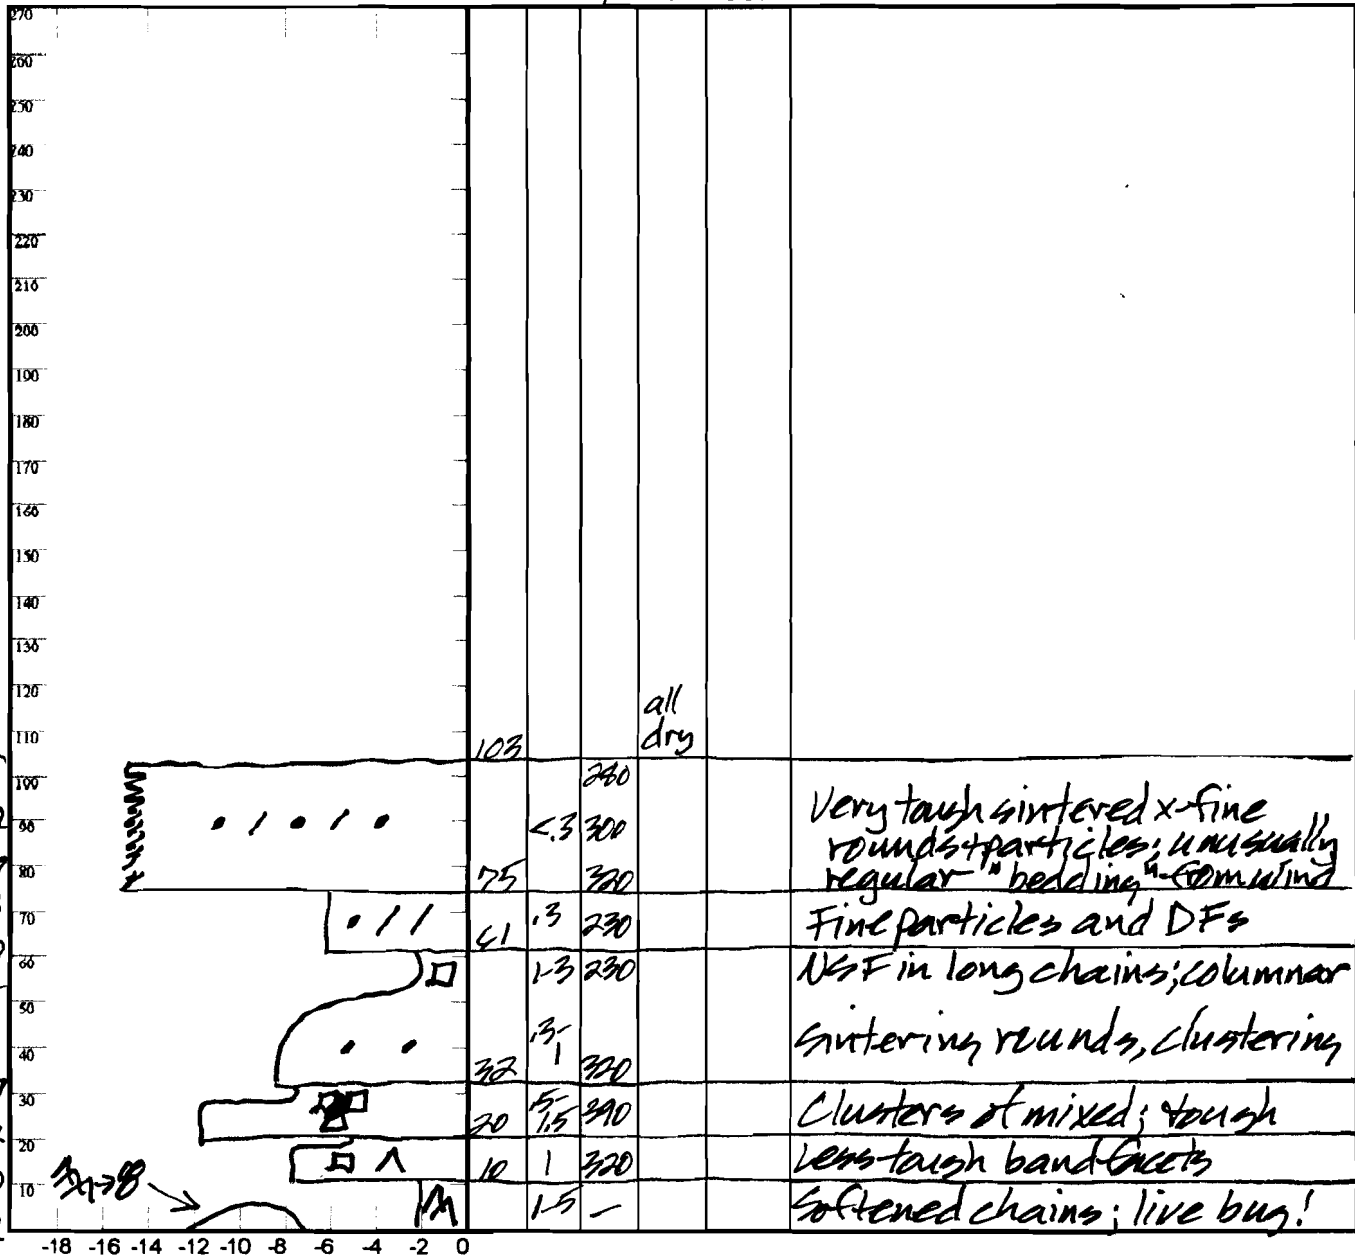 270
260
250
240
230
220
210
200
190
180
170
160
150
140
130
120
all
110
dry
103
100
280
Very tough sintered x-fine
90
<.3 300
rounds + particles; unusually
80
75 320
regular "bedding" from wind
70
61 .3 230
Fine particles and DFs
60
1-3 230
NSF in long chains; columnar
50
.3-
1
Sintering rounds, clustering
40
32 320
30
20 .5-
1.5 390
Clusters of mixed; tough
20
10 1 320
Less tough band facets
10
1-5 –
Softened chains; live bug!
-18 -16 -14 -12 -10 -8 -6 -4 -2 0